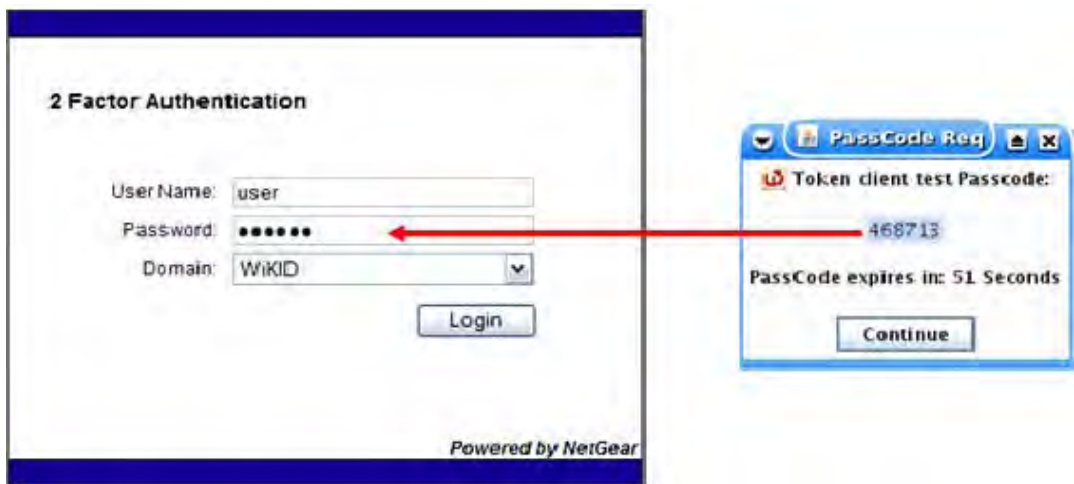 2 Factor Authentication
User Name: user
Password: ••••••
Domain: WiKID
Login
Powered by NetGear
PassCode Req
Token client test Passcode:
468713
PassCode expires in: 51 Seconds
Continue